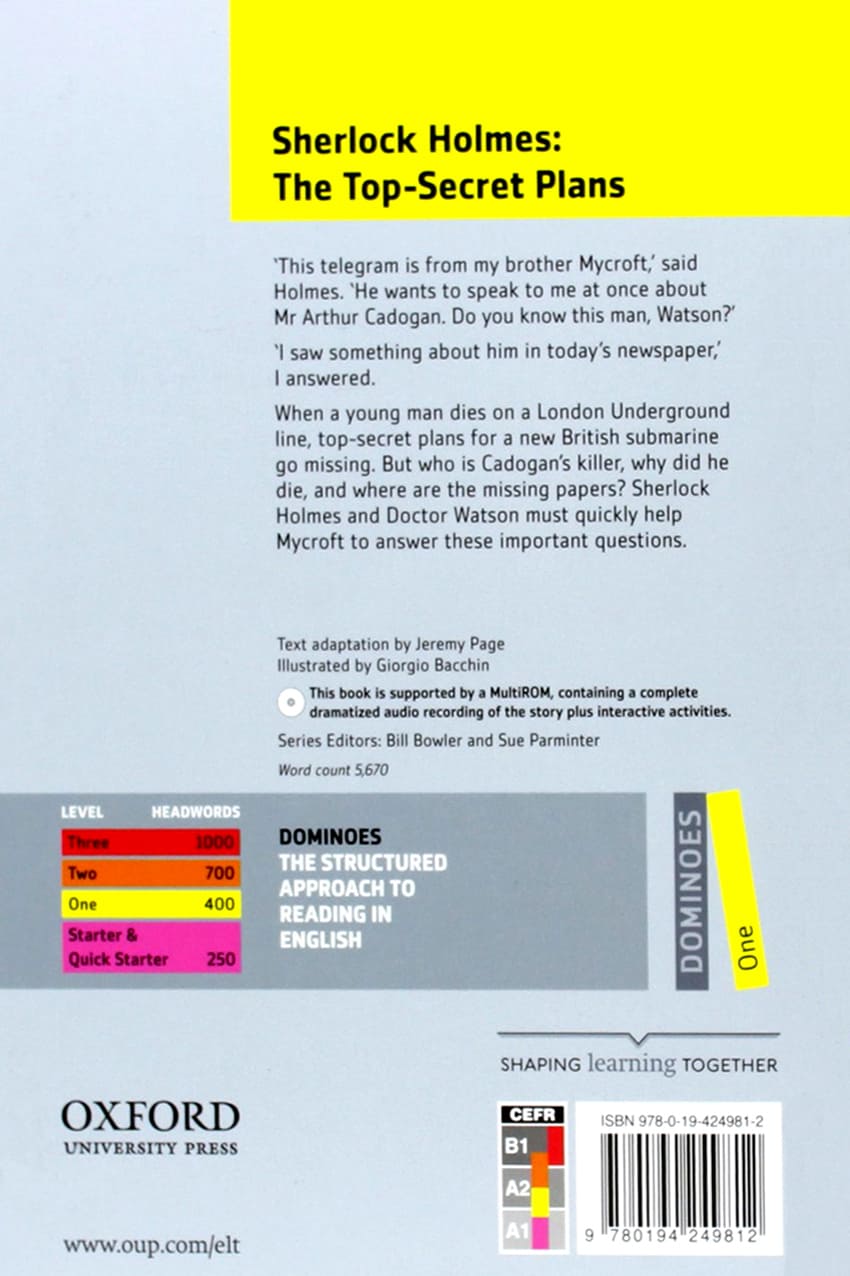 Sherlock Holmes:
The Top-Secret Plans
‘This telegram is from my brother Mycroft,’ said
Holmes. ‘He wants to speak to me at once about
Mr Arthur Cadogan. Do you know this man, Watson?’
‘I saw something about him in today’s newspaper,’
I answered.
When a young man dies on a London Underground
line, top-secret plans for a new British submarine
go missing. But who is Cadogan’s killer, why did he
die, and where are the missing papers? Sherlock
Holmes and Doctor Watson must quickly help
Mycroft to answer these important questions.
Text adaptation by Jeremy Page
Illustrated by Giorgio Bacchin
This book is supported by a MultiROM, containing a complete
dramatized audio recording of the story plus interactive activities.
Series Editors: Bill Bowler and Sue Parminter
Word count 5,670
LEVEL HEADWORDS
Three 1000
Two 700
One 400
Starter &
Quick Starter 250
DOMINOES
THE STRUCTURED
APPROACH TO
READING IN
ENGLISH
DOMINOES
One
SHAPING learning TOGETHER
OXFORD
UNIVERSITY PRESS
www.oup.com/elt
CEFR
B1
A2
A1
ISBN 978-0-19-424981-2
9 780194 249812